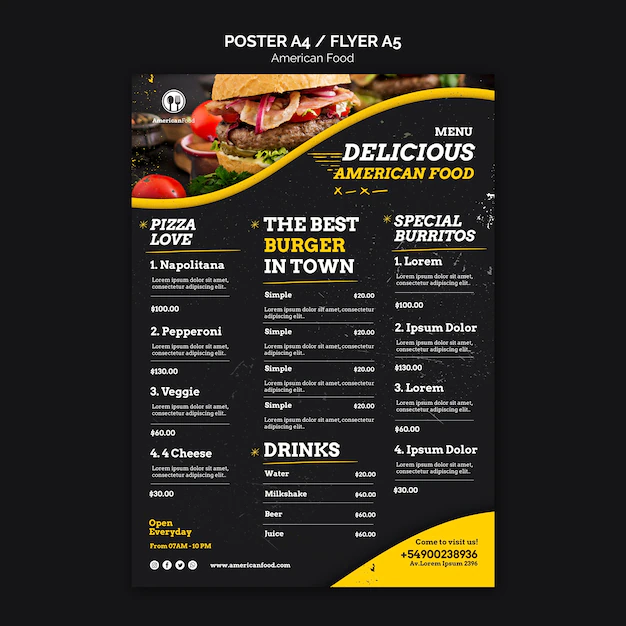 POSTER A4 / FLYER A5
American Food
AmericanFood
MENU
DELICIOUS
AMERICAN FOOD
PIZZA
LOVE
1. Napolitana
Lorem ipsum dolor sit amet,
consectetur adipiscing elit..
$100.00
2. Pepperoni
Lorem ipsum dolor sit amet,
consectetur adipiscing elit..
$130.00
3. Veggie
Lorem ipsum dolor sit amet,
consectetur adipiscing elit..
$60.00
4. 4 Cheese
Lorem ipsum dolor sit amet,
consectetur adipiscing elit..
$30.00
Open
Everyday
From 07AM - 10 PM
THE BEST
BURGER
IN TOWN
Simple $20.00
Lorem ipsum dolor sit amet, consectetur
adipiscing elit..
Simple $20.00
Lorem ipsum dolor sit amet, consectetur
adipiscing elit..
Simple $20.00
Lorem ipsum dolor sit amet, consectetur
adipiscing elit..
Simple $20.00
Lorem ipsum dolor sit amet, consectetur
adipiscing elit..
DRINKS
Water $20.00
Milkshake $40.00
Beer $60.00
Juice $60.00
SPECIAL
BURRITOS
1. Lorem
Lorem ipsum dolor sit amet,
consectetur adipiscing elit..
$100.00
2. Ipsum Dolor
Lorem ipsum dolor sit amet,
consectetur adipiscing elit..
$130.00
3. Lorem
Lorem ipsum dolor sit amet,
consectetur adipiscing elit..
$60.00
4. Ipsum Dolor
Lorem ipsum dolor sit amet,
consectetur adipiscing elit..
$30.00
www.americanfood.com
Come to visit us!
+54900238936
Av.Lorem Ipsum 2396